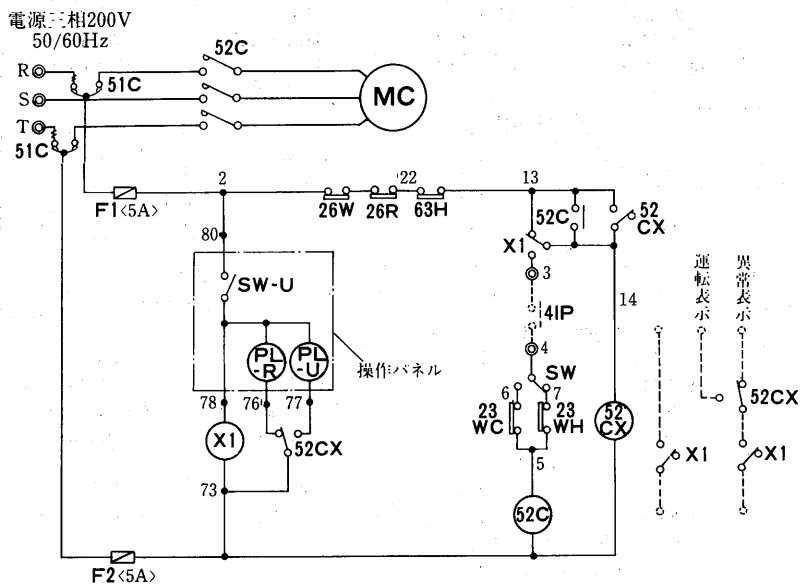 電源三相200V
50/60Hz
52C
R
51C
S
MC
T
51C
2
22
13
F1<5A>
26W
26R
63H
52C
52
CX
80
X1
3
SW-U
14
運転表示
異常表示
41P
PL
-R
PL
-U
4
操作パネル
SW
6
7
52CX
78
76
77
23
WC
23
WH
52
CX
X1
52CX
X1
X1
5
73
52C
F2<5A>